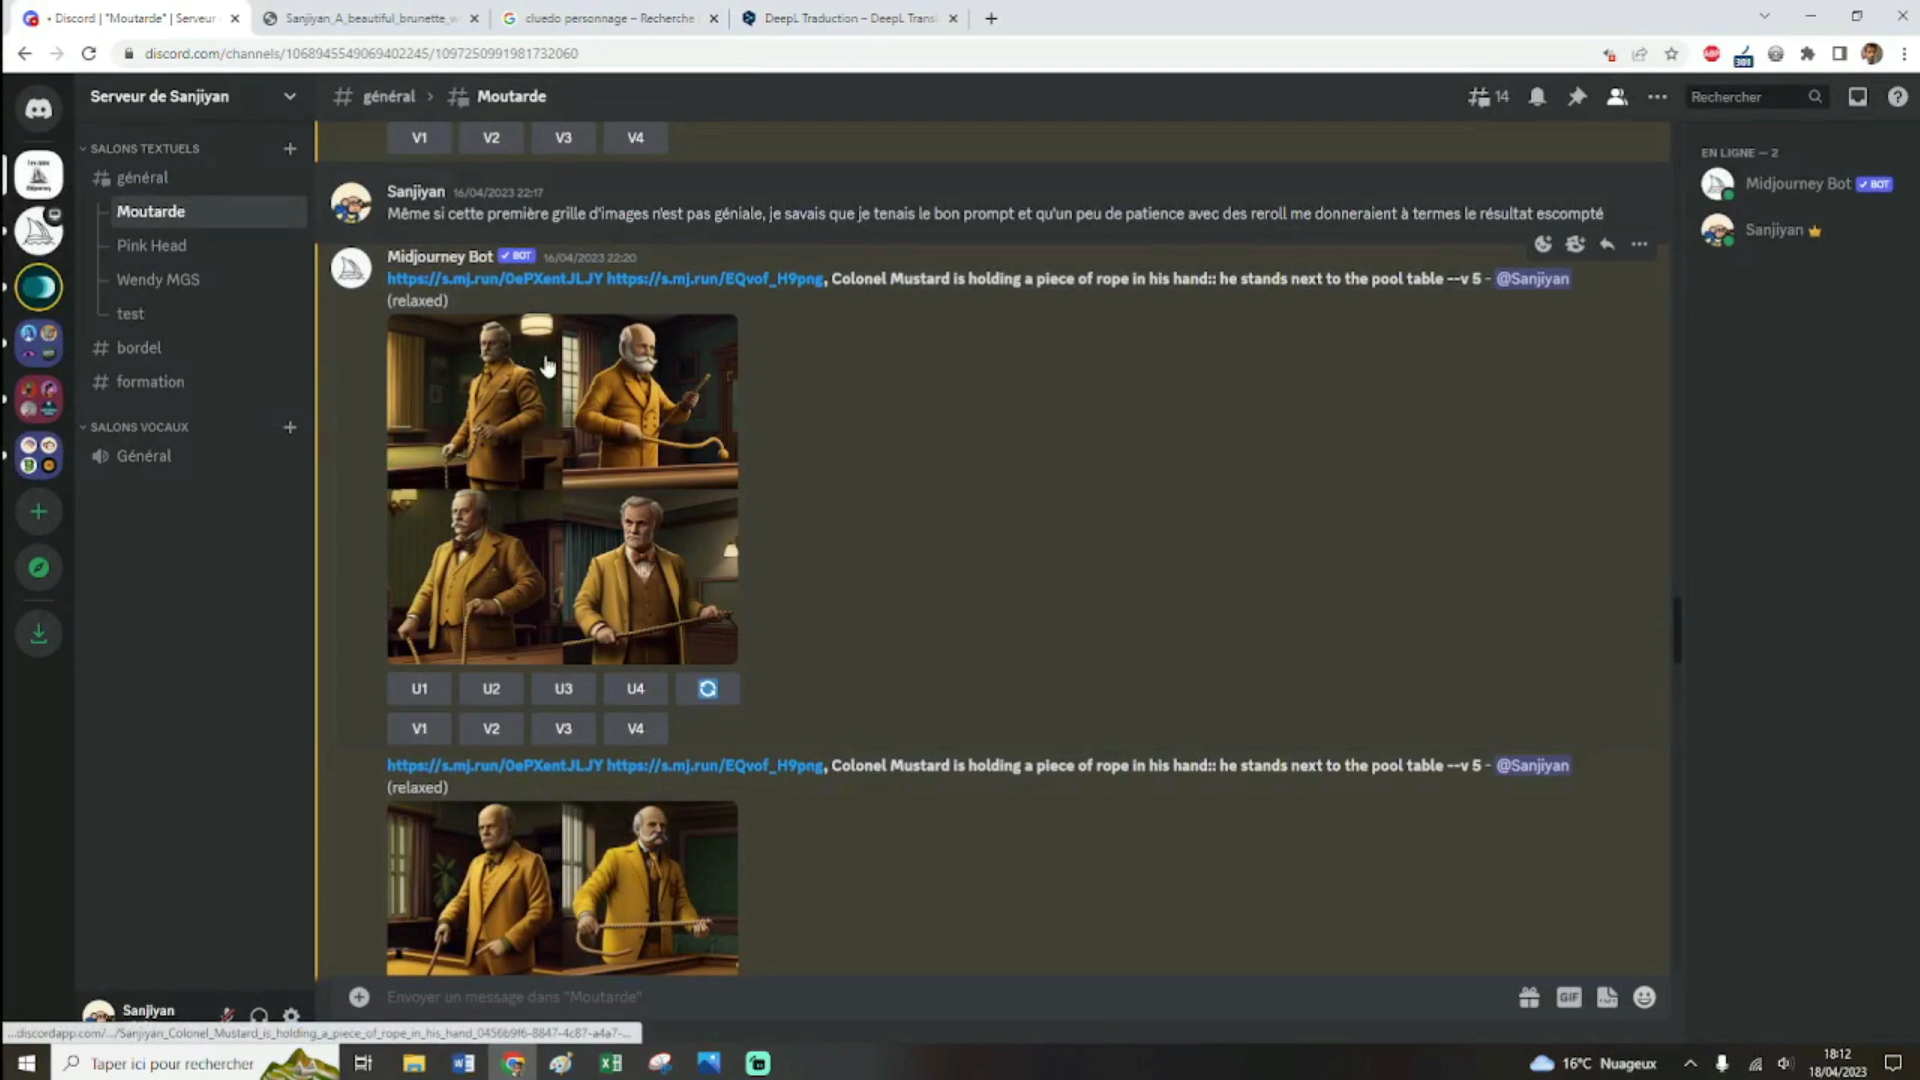 • Discord | "Moutarde" | Serveur
Sanjiyan_A_beautiful_brunette_w
cluedo personnage – Recherche
DeepL Traduction – DeepL Trans
discord.com/channels/1068945549069402245/1097250991981732060
301
Serveur de Sanjiyan
général
Moutarde
14
Rechercher
SALONS TEXTUELS
général
Moutarde
Pink Head
Wendy MGS
test
bordel
formation
SALONS VOCAUX
Général
V1 V2 V3 V4
Sanjiyan 16/04/2023 22:17
Même si cette première grille d'images n'est pas géniale, je savais que je tenais le bon prompt et qu'un peu de patience avec des reroll me donneraient à termes le résultat escompté
Midjourney Bot BOT 16/04/2023 22:20
https://s.mj.run/0ePXentJLJY https://s.mj.run/EQvof_H9png, Colonel Mustard is holding a piece of rope in his hand:: he stands next to the pool table --v 5 - @Sanjiyan
(relaxed)
U1 U2 U3 U4
V1 V2 V3 V4
https://s.mj.run/0ePXentJLJY https://s.mj.run/EQvof_H9png, Colonel Mustard is holding a piece of rope in his hand:: he stands next to the pool table --v 5 - @Sanjiyan
(relaxed)
EN LIGNE — 2
Midjourney Bot BOT
Sanjiyan
Envoyer un message dans "Moutarde"
GIF
Sanjiyan
...discordapp.com/.../Sanjiyan_Colonel_Mustard_is_holding_a_piece_of_rope_in_his_hand_0456b9f6-8847-4c87-a4a7-...
Taper ici pour rechercher
16°C Nuageux
18:12
18/04/2023